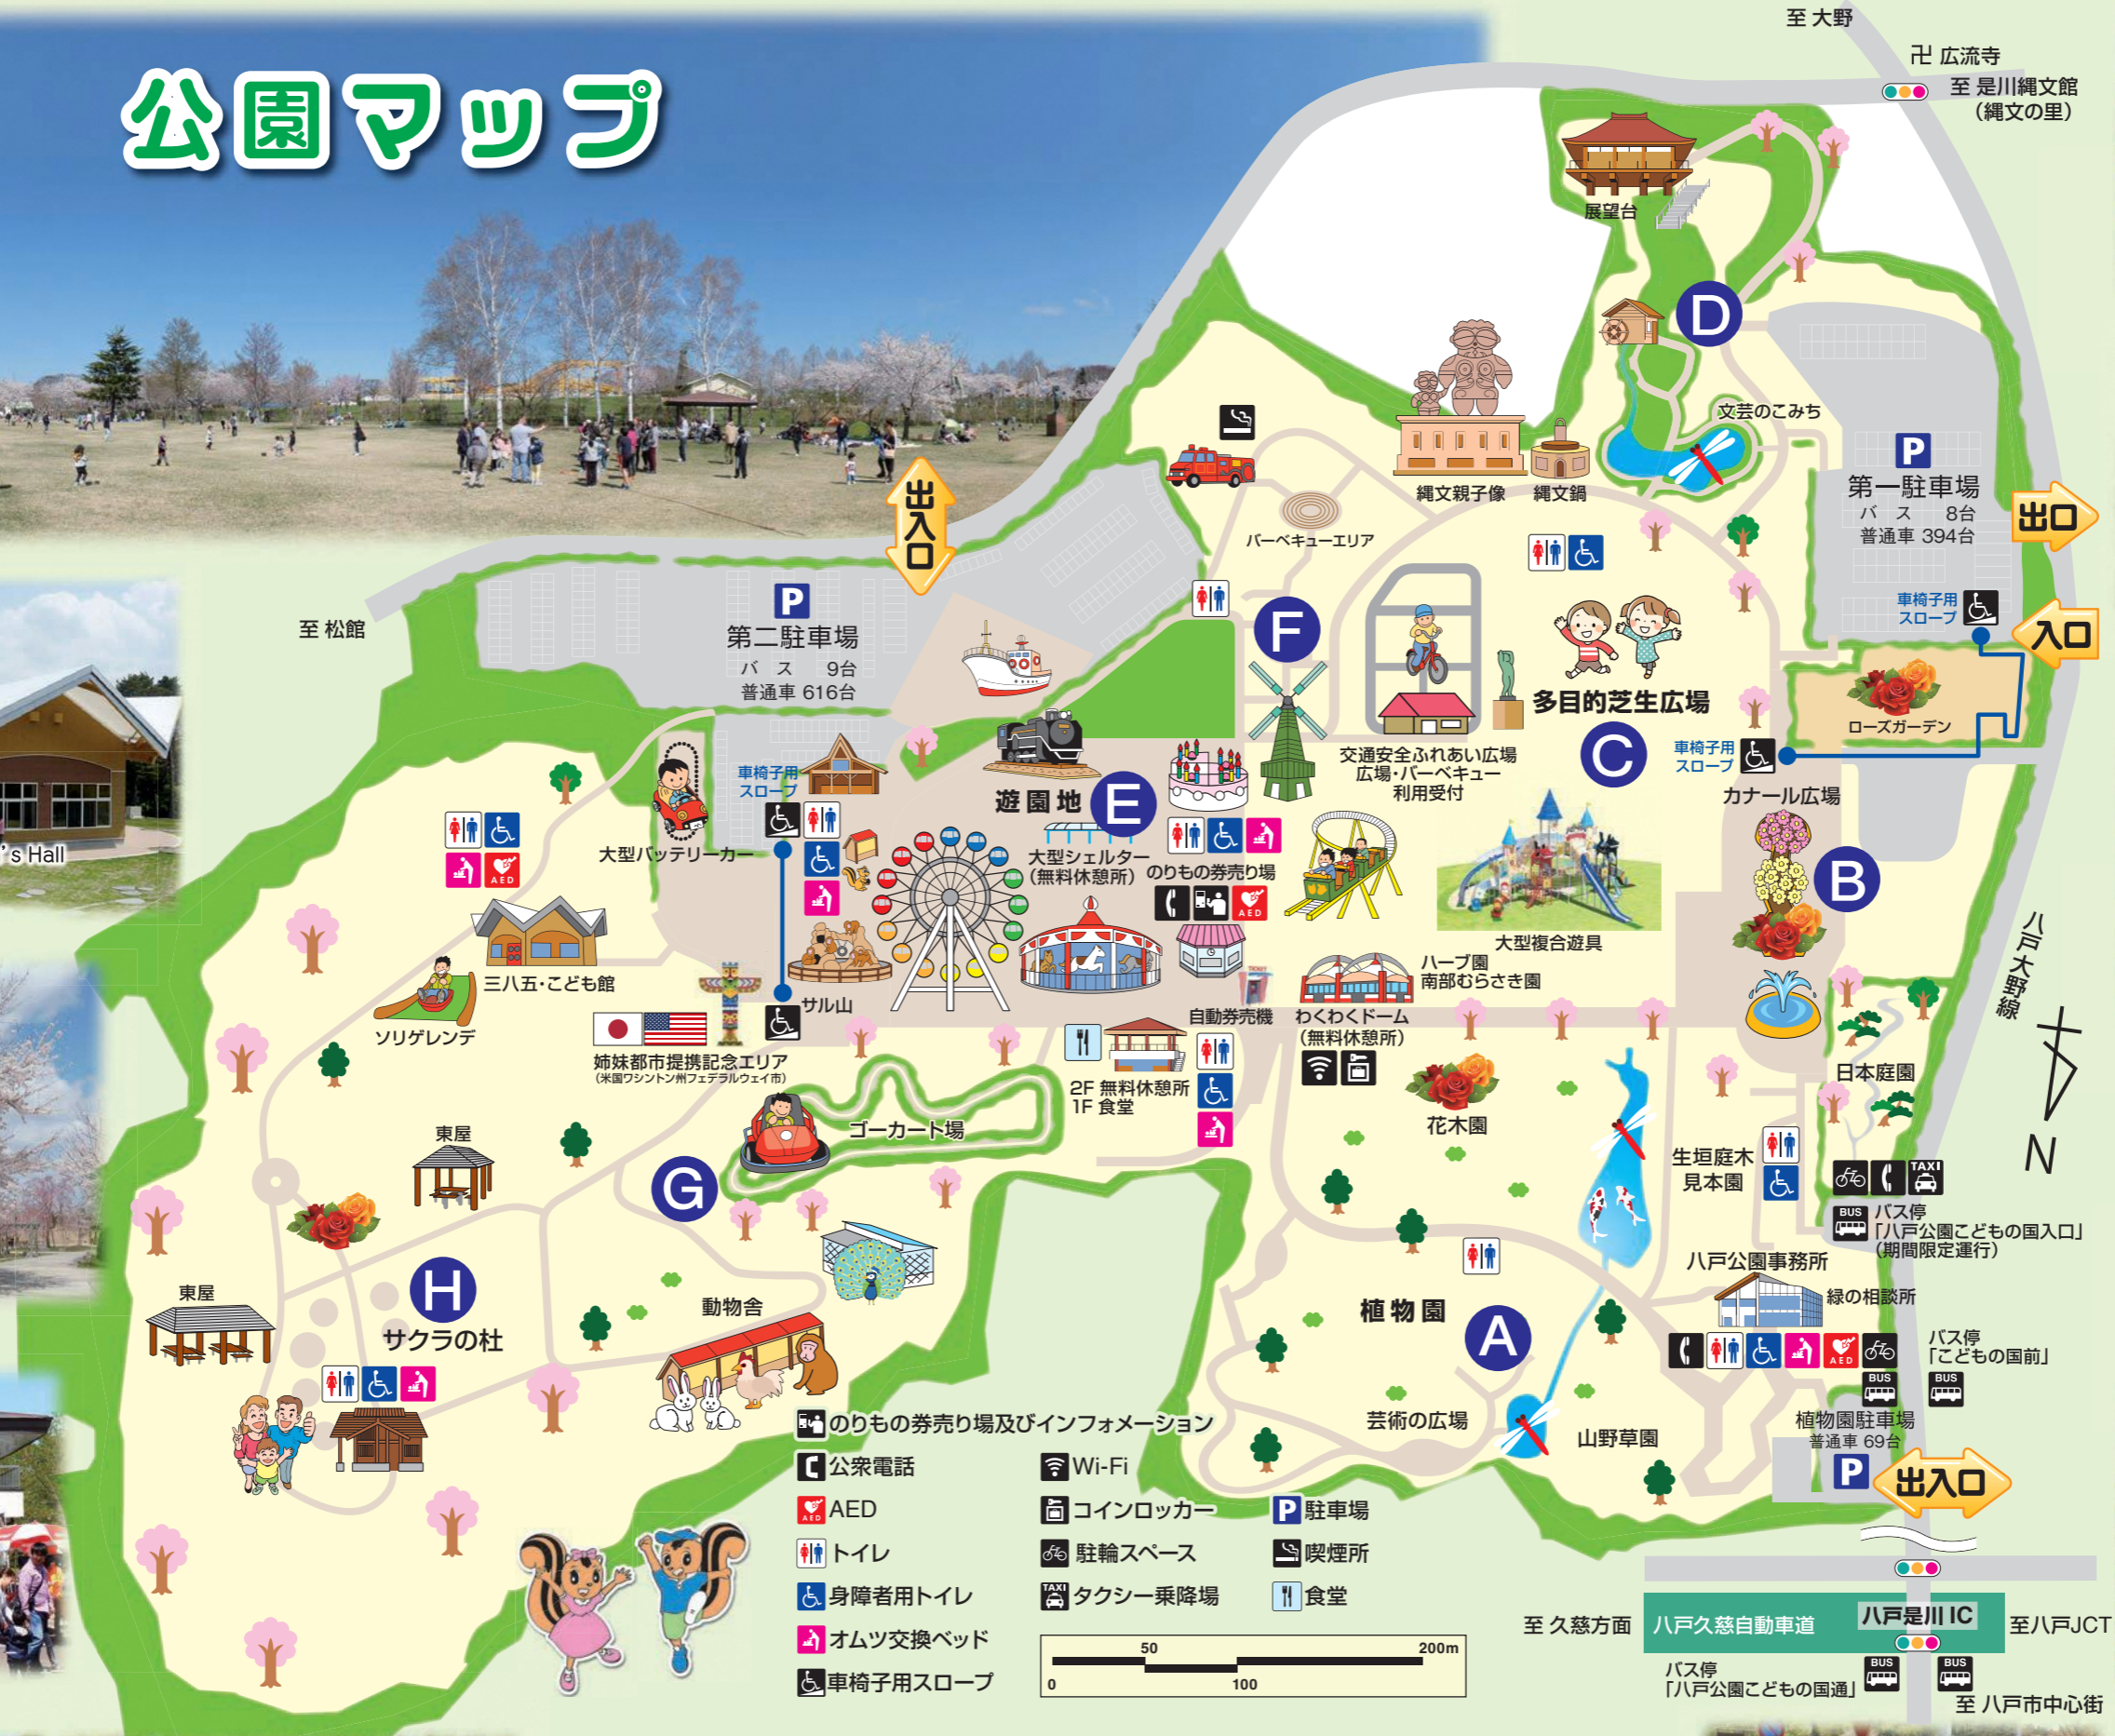 公園マップ
至 大野
卍 広流寺
至 是川縄文館
（縄文の里）
展望台
D
文芸のこみち
縄文親子像
縄文鍋
P
第一駐車場
バス 8台
普通車 394台
出口
車椅子用
スロープ
入口
バーベキューエリア
出入口
至 松館
P
第二駐車場
バス 9台
普通車 616台
F
多目的芝生広場
C
ローズガーデン
車椅子用
スロープ
カナール広場
交通安全ふれあい広場
広場・バーベキュー
利用受付
's Hall
車椅子用
スロープ
遊園地
E
大型バッテリーカー
大型シェルター
（無料休憩所）
のりもの券売り場
AED
AED
大型複合遊具
B
三八五・こども館
ソリゲレンデ
サル山
ハーブ園
南部むらさき園
TICKET
自動券売機
わくわくドーム
（無料休憩所）
八戸大野線
姉妹都市提携記念エリア
（米国ワシントン州フェデラルウェイ市）
2F 無料休憩所
1F 食堂
花木園
日本庭園
N
ゴーカート場
東屋
G
生垣庭木
見本園
TAXI
BUS
バス停
「八戸公園こどもの国入口」
（期間限定運行）
八戸公園事務所
緑の相談所
東屋
H
サクラの杜
動物舎
植物園
A
AED
バス停
「こどもの国前」
BUS
BUS
植物園駐車場
普通車 69台
P
出入口
芸術の広場
山野草園
のりもの券売り場及びインフォメーション
公衆電話
Wi-Fi
AED
AED
コインロッカー
P
駐車場
トイレ
駐輪スペース
喫煙所
身障者用トイレ
TAXI
タクシー乗降場
食堂
オムツ交換ベッド
車椅子用スロープ
50
200m
0
100
至 久慈方面
八戸久慈自動車道
八戸是川 IC
至八戸JCT
バス停
「八戸公園こどもの国通」
BUS
BUS
至 八戸市中心街